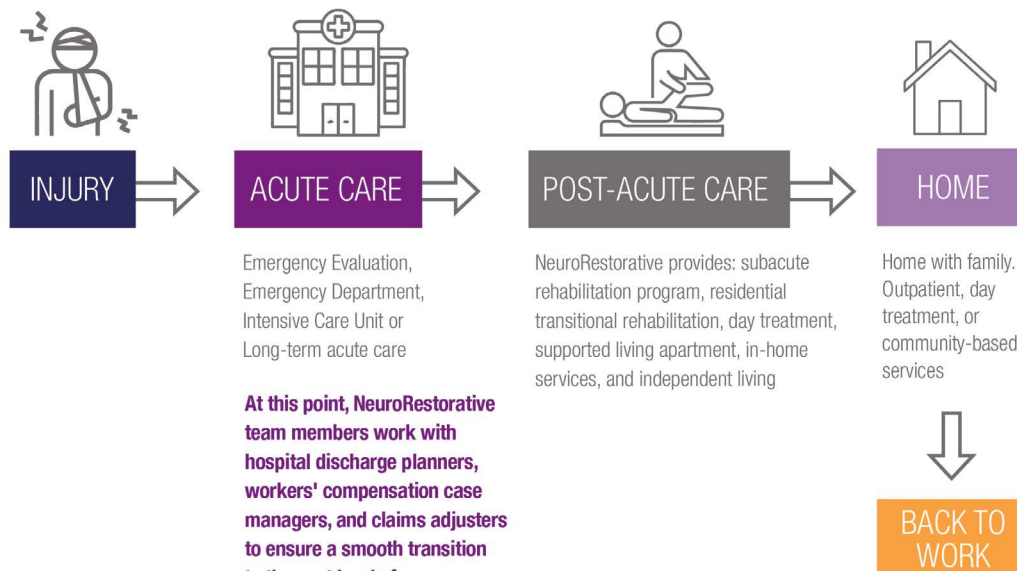 INJURY
ACUTE CARE
Emergency Evaluation,
Emergency Department,
Intensive Care Unit or
Long-term acute care
At this point, NeuroRestorative
team members work with
hospital discharge planners,
workers' compensation case
managers, and claims adjusters
to ensure a smooth transition
POST-ACUTE CARE
NeuroRestorative provides: subacute
rehabilitation program, residential
transitional rehabilitation, day treatment,
supported living apartment, in-home
services, and independent living
HOME
Home with family.
Outpatient, day
treatment, or
community-based
services
BACK TO
WORK